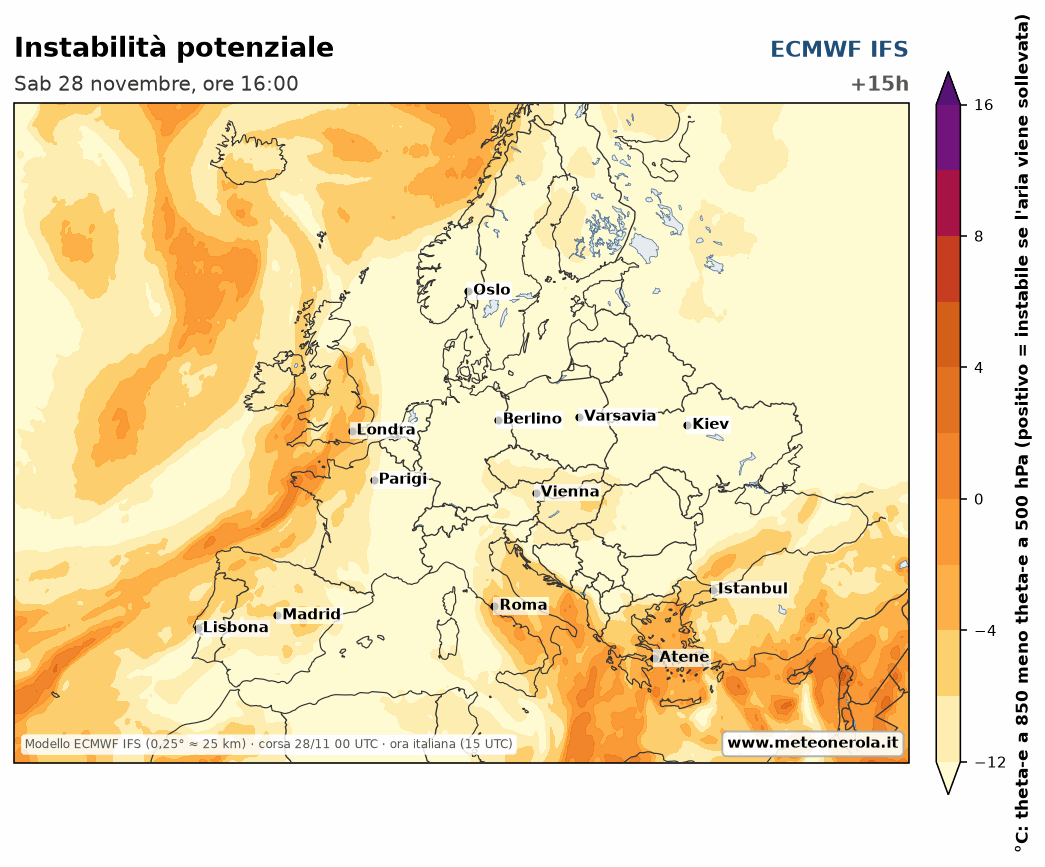 Instabilità potenziale
ECMWF IFS
Sab 28 novembre, ore 16:00
+15h
Oslo
Berlino
Varsavia
Kiev
Londra
Parigi
Vienna
Istanbul
Roma
Madrid
Lisbona
Atene
Modello ECMWF IFS (0,25° ≈ 25 km) · corsa 28/11 00 UTC · ora italiana (15 UTC)
www.meteonerola.it
16
8
4
0
−4
−12
°C: theta-e a 850 meno theta-e a 500 hPa (positivo = instabile se l'aria viene sollevata)